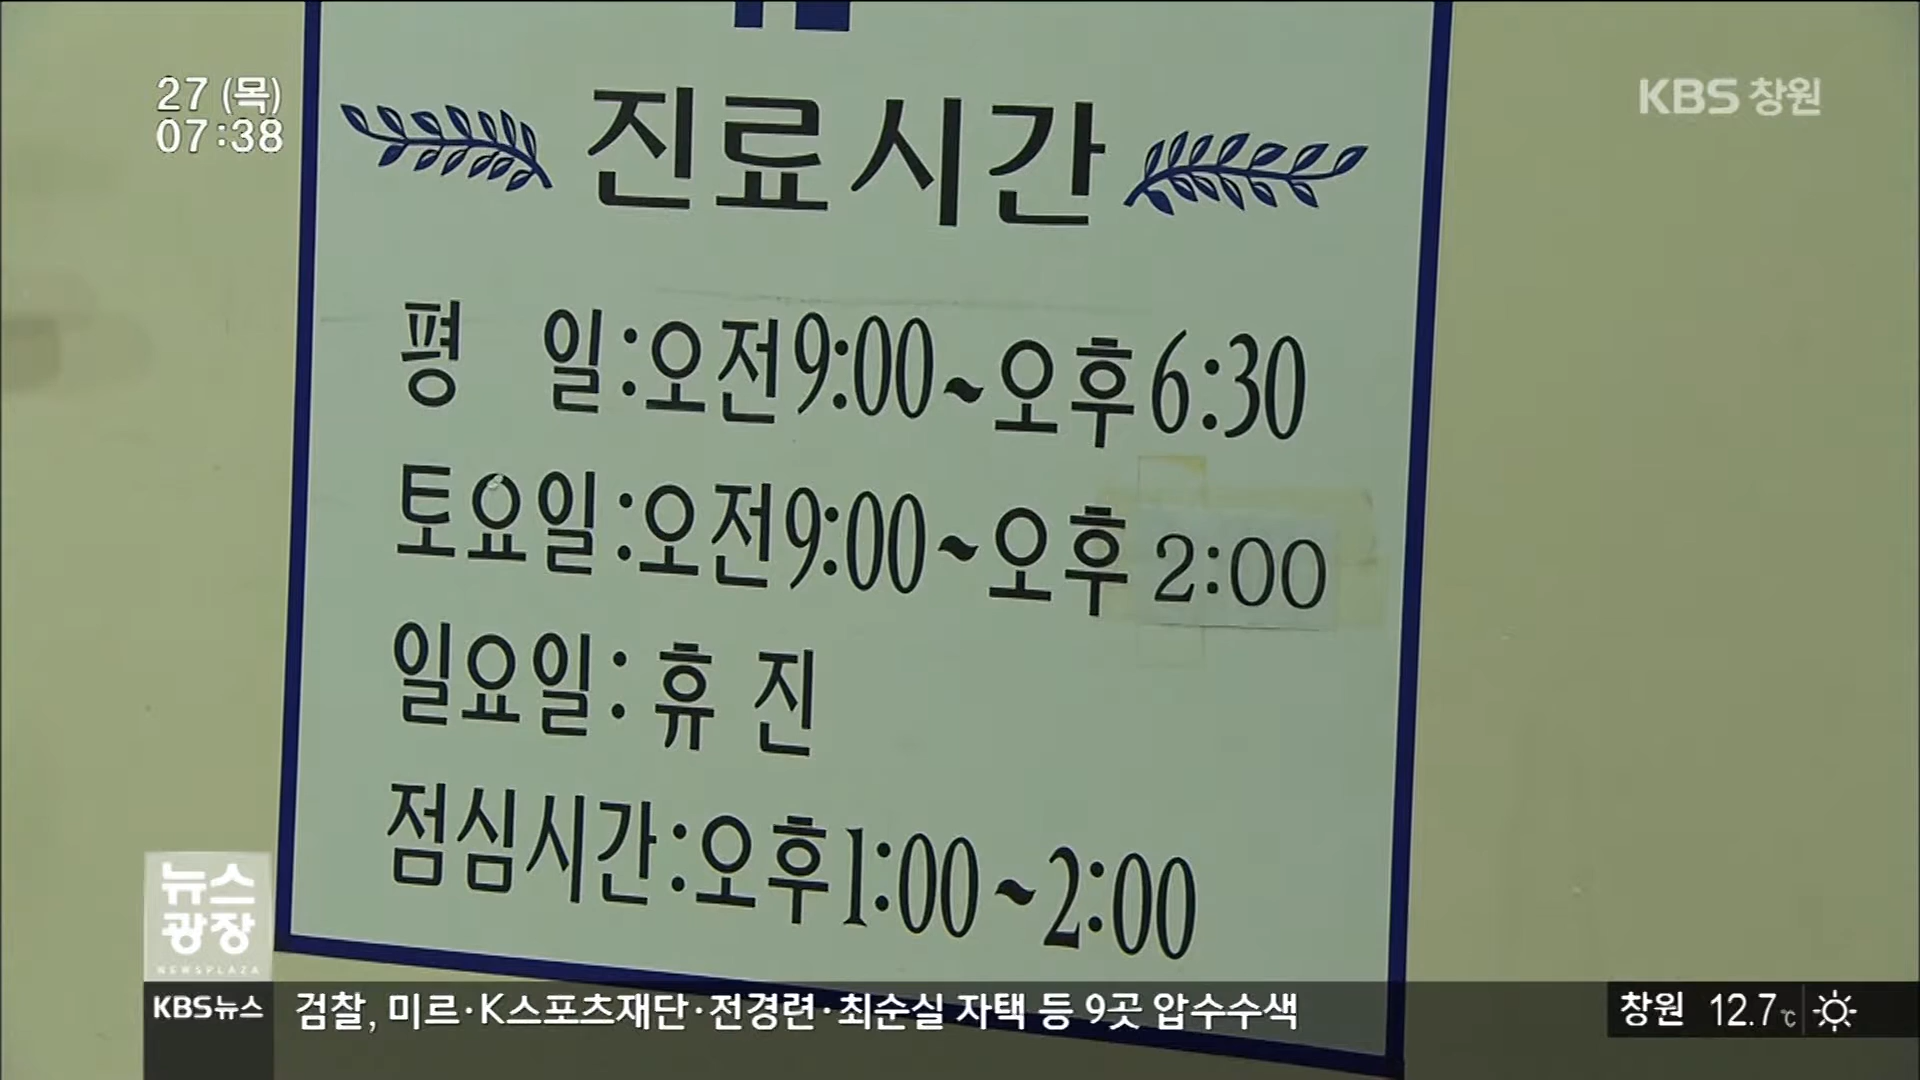 27 (목)
07:38
KBS 창원
진료시간
평 일:오전9:00~오후6:30
토요일:오전9:00~오후2:00
일요일: 휴 진
점심시간:오후1:00~2:00
뉴스
광장
NEWSPLAZA
KBS뉴스 검찰, 미르·K스포츠재단·전경련·최순실 자택 등 9곳 압수수색
창원 12.7℃